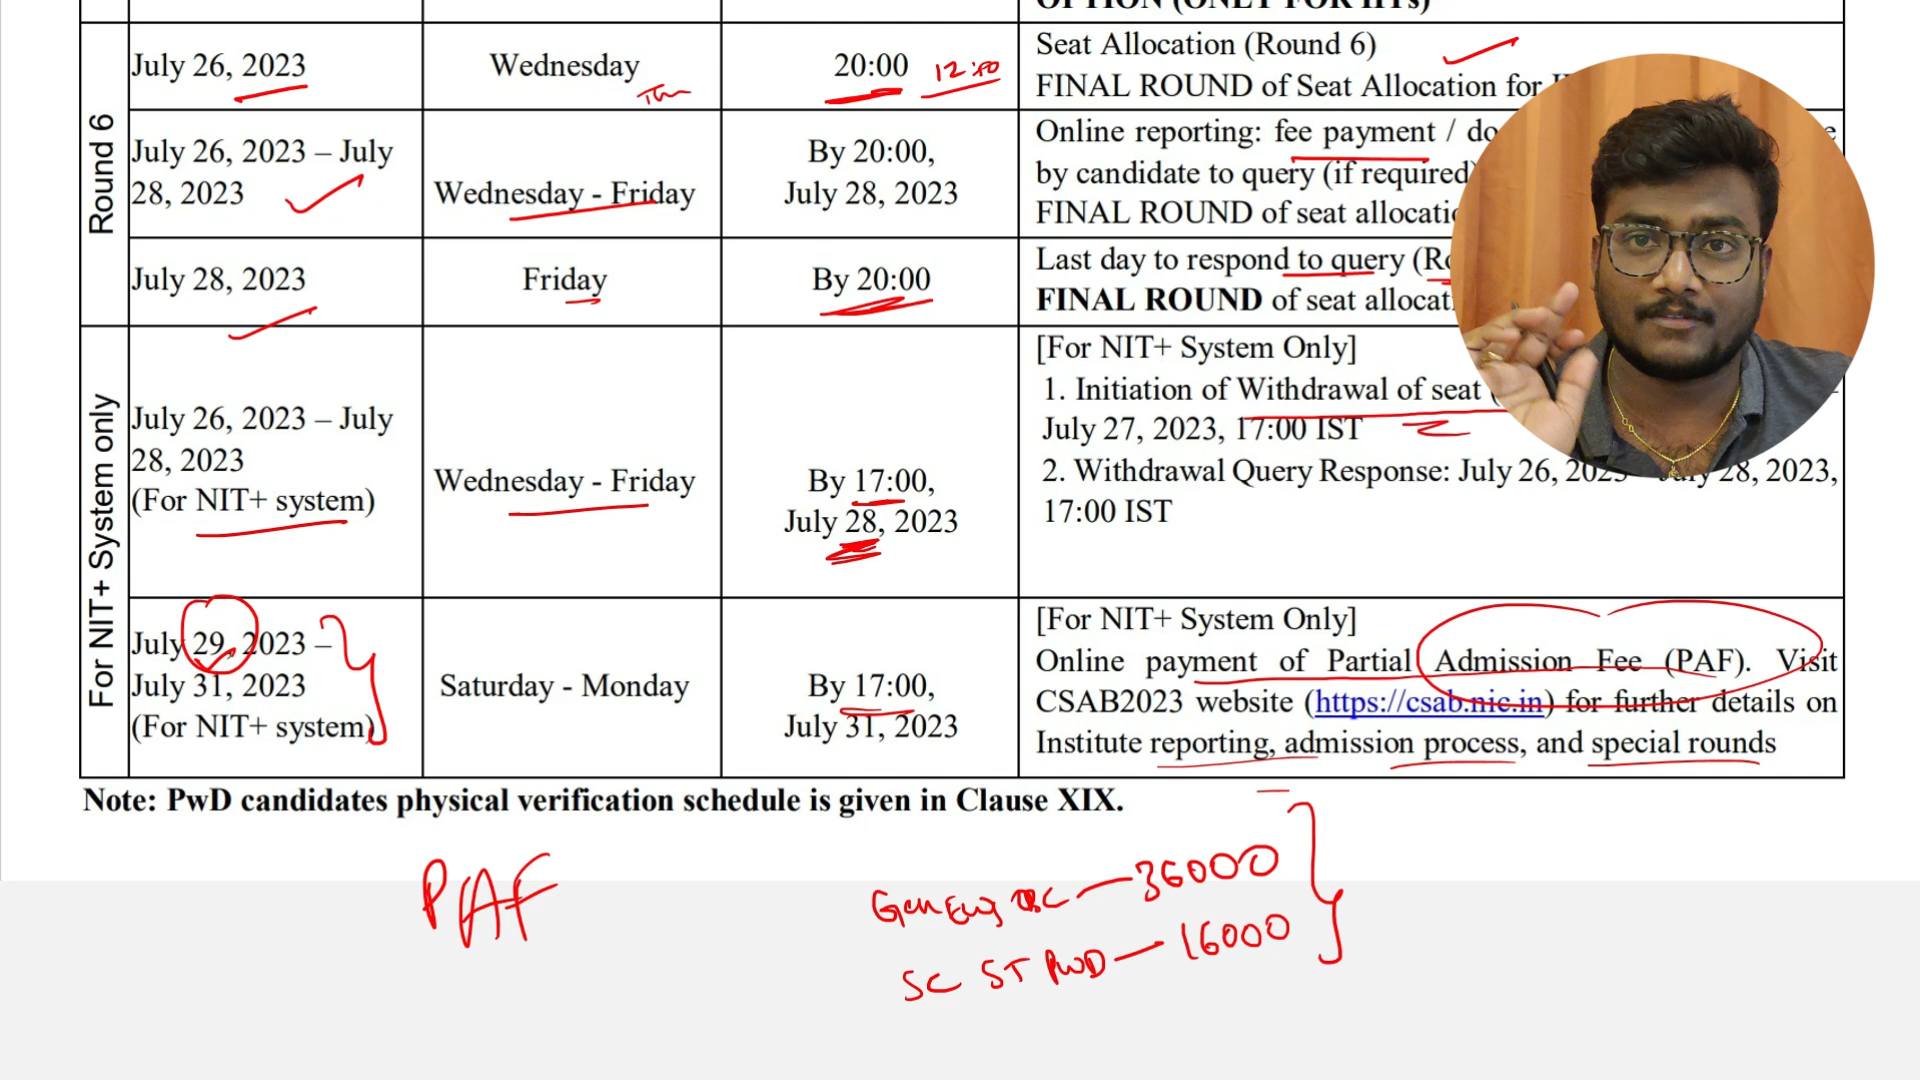 OPTION (ONLY FOR IITs)
Round 6
July 26, 2023
Wednesday
20:00
12:00
Seat Allocation (Round 6)
FINAL ROUND of Seat Allocation for
July 26, 2023 – July
28, 2023
Wednesday - Friday
By 20:00,
July 28, 2023
Online reporting: fee payment /
by candidate to query (if required)
FINAL ROUND of seat
July 28, 2023
Friday
By 20:00
Last day to respond to query
FINAL ROUND of seat
For NIT+ System only
July 26, 2023 – July
28, 2023
(For NIT+ system)
Wednesday - Friday
By 17:00,
July 28, 2023
[For NIT+ System Only]
1. Initiation of Withdrawal of seat
July 27, 2023, 17:00 IST
2. Withdrawal Query Response: July 26, 2023 – July 28, 2023,
17:00 IST
July 29, 2023 –
July 31, 2023
(For NIT+ system)
Saturday - Monday
By 17:00,
July 31, 2023
[For NIT+ System Only]
Online payment of Partial Admission Fee (PAF). Visit
CSAB2023 website (https://csab.nic.in) for further details on
Institute reporting, admission process, and special rounds
Note: PwD candidates physical verification schedule is given in Clause XIX.
PAF
Gen EWS OBC — 36000
SC ST PWD — 16000